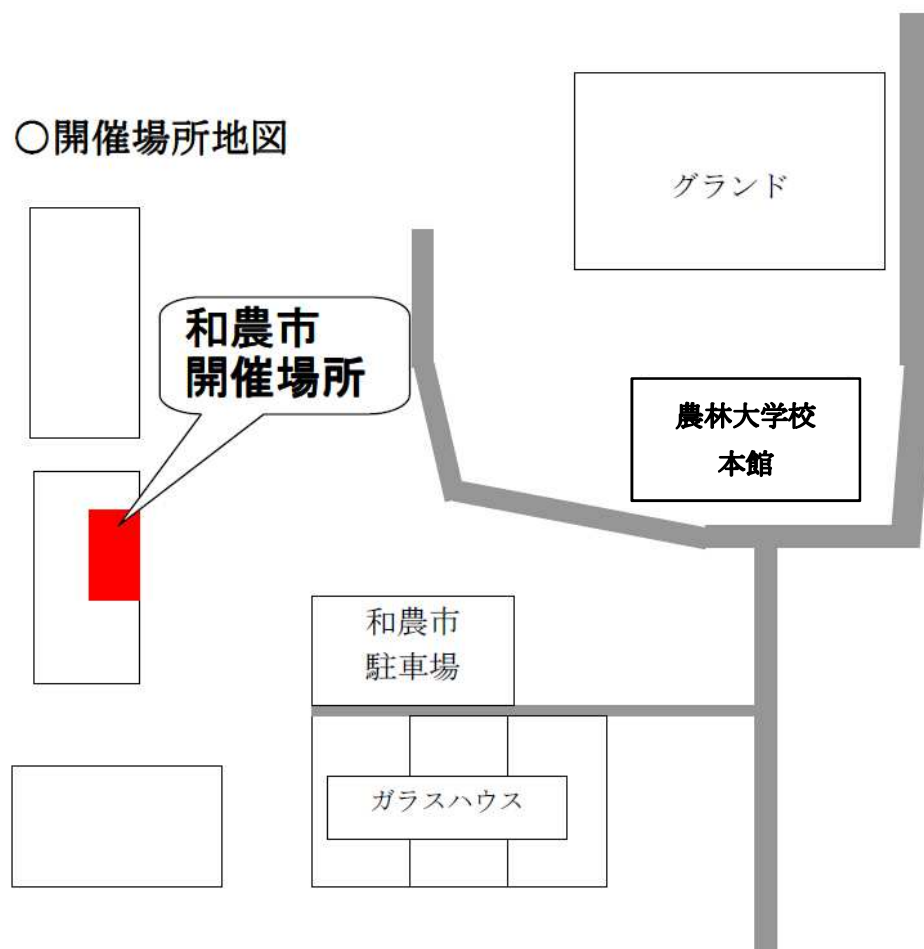 ○開催場所地図
グランド
和農市
開催場所
農林大学校
本館
和農市
駐車場
ガラスハウス